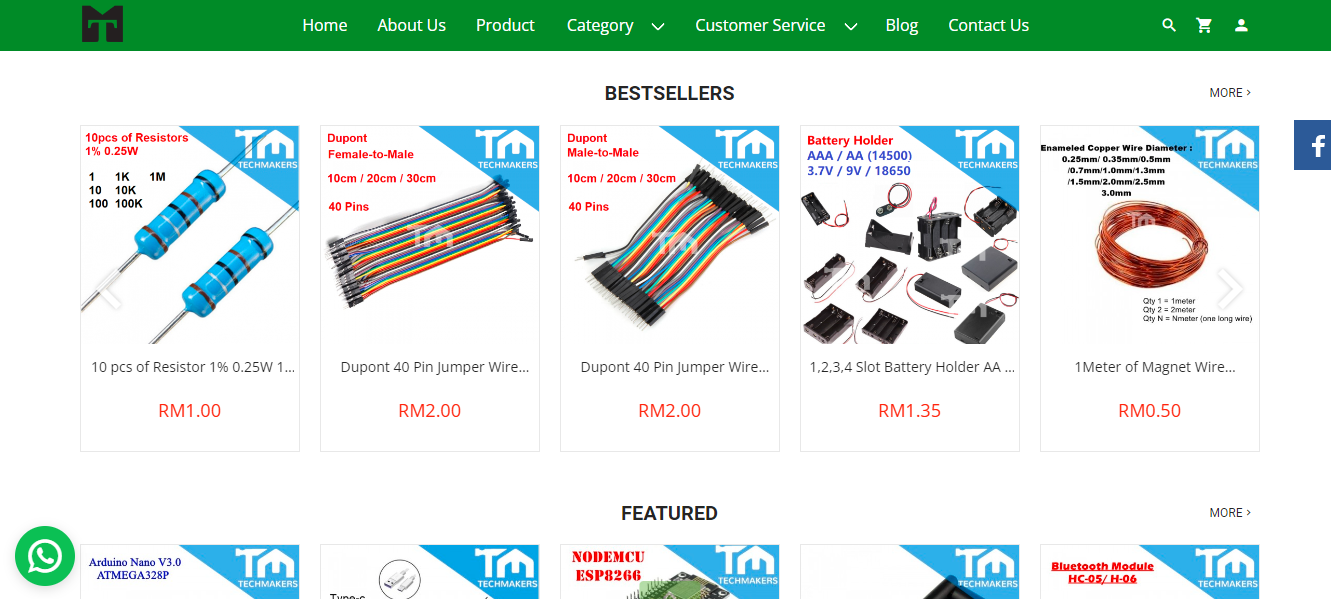 Home About Us Product Category Customer Service Blog Contact Us
BESTSELLERS
MORE
10pcs of Resistors
1% 0.25W
1 1K 1M
10 10K
100 100K
TM
TECHMAKERS
10 pcs of Resistor 1% 0.25W 1...
RM1.00
Dupont
Female-to-Male
10cm / 20cm / 30cm
40 Pins
TM
TECHMAKERS
TM
Dupont 40 Pin Jumper Wire...
RM2.00
Dupont
Male-to-Male
10cm / 20cm / 30cm
40 Pins
TM
TECHMAKERS
TM
Dupont 40 Pin Jumper Wire...
RM2.00
Battery Holder
AAA / AA (14500)
3.7V / 9V / 18650
TM
TECHMAKERS
1,2,3,4 Slot Battery Holder AA ...
RM1.35
TM
TECHMAKERS
Enameled Copper Wire Diameter :
0.25mm/ 0.35mm/0.5mm
/0.7mm/1.0mm/1.3mm
/1.5mm/2.0mm/2.5mm
3.0mm
TM
Qty 1 = 1meter
Qty 2 = 2meter
Qty N = Nmeter (one long wire)
1Meter of Magnet Wire...
RM0.50
f
FEATURED
MORE
Arduino Nano V3.0
ATMEGA328P
TM
TECHMAKERS
Type-c
TM
TECHMAKERS
NODEMCU
ESP8266
TM
TECHMAKERS
TM
TECHMAKERS
Bluetooth Module
HC-05/ H-06
TM
TECHMAKERS